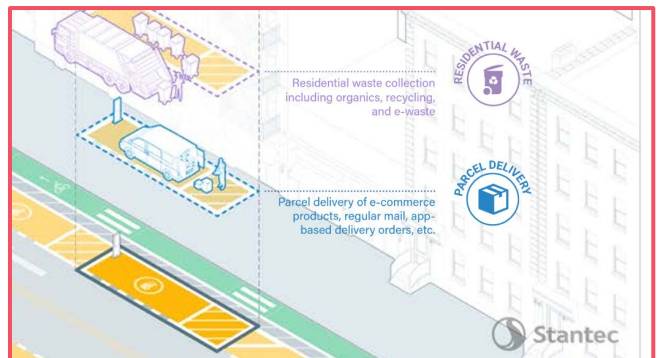 Residential waste collection
including organics, recycling,
and e-waste
RESIDENTIAL WASTE
Parcel delivery of e-commerce
products, regular mail, app-
based delivery orders, etc.
PARCEL DELIVERY
Stantec